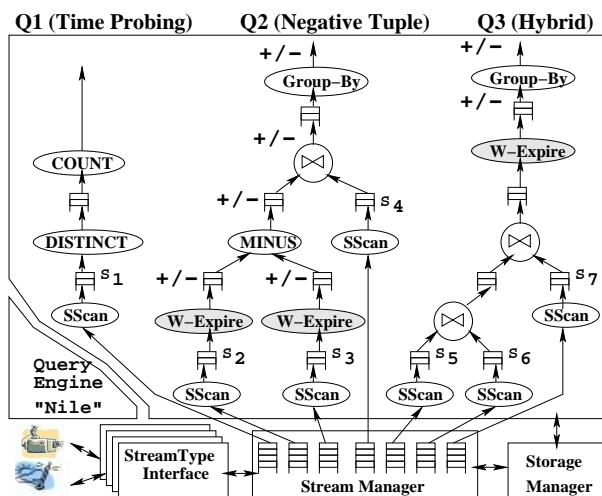 Q1 (Time Probing)
Q2 (Negative Tuple)
Q3 (Hybrid)
+/-
+/-
Group-By
Group-By
+/-
+/-
COUNT
W-Expire
+/-
S4
DISTINCT
MINUS
SScan
S1
+/-
+/-
S7
SScan
W-Expire
W-Expire
SScan
S2
S3
S5
S6
Query
Engine
"Nile"
SScan
SScan
SScan
SScan
StreamType
Interface
Stream Manager
Storage
Manager